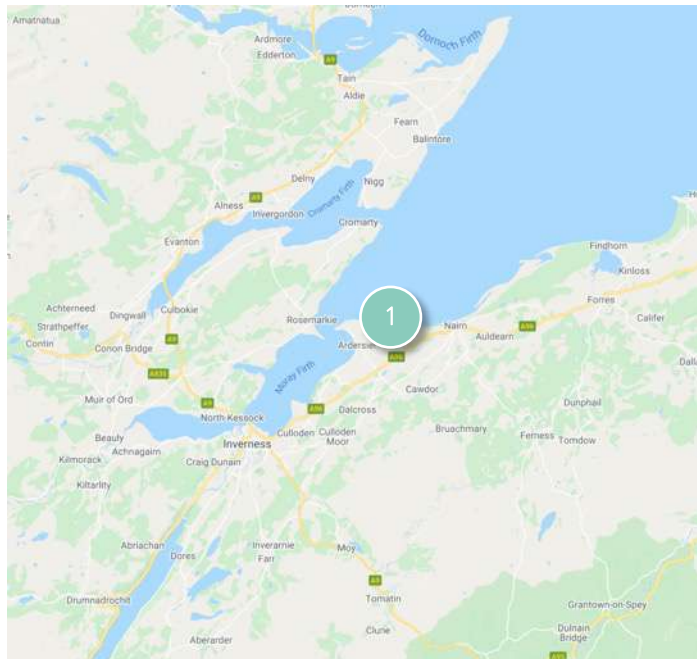 Amatnatua
Ardmore
Edderton
Dornoch Firth
A9
Tain
Aldie
Fearn
Balintore
Delny
Nigg
A9
Alness
Cromarty Firth
Invergordon
Cromarty
Evanton
Findhorn
Kinloss
Achterneed
Culbokie
Forres
Strathpeffer
Dingwall
Rosemarkie
1
Nairn
A96
Califer
Contin
Conon Bridge
A9
Ardersier
Auldearn
A96
A835
Moray Firth
Cawdor
Muir of Ord
A9
A96
Dalcross
Dunphail
North Kessock
Beauly
Inverness
Culloden
Culloden
Moor
Bruachmary
Ferness
Tomdow
Achnagairn
Kilmorack
Craig Dunain
Kiltarlity
Abriachan
Dores
Inverarnie
Farr
Moy
A9
Drumnadrochit
Tomatin
Grantown-on-Spey
Aberarder
Clune
Dulnain
Bridge
A95